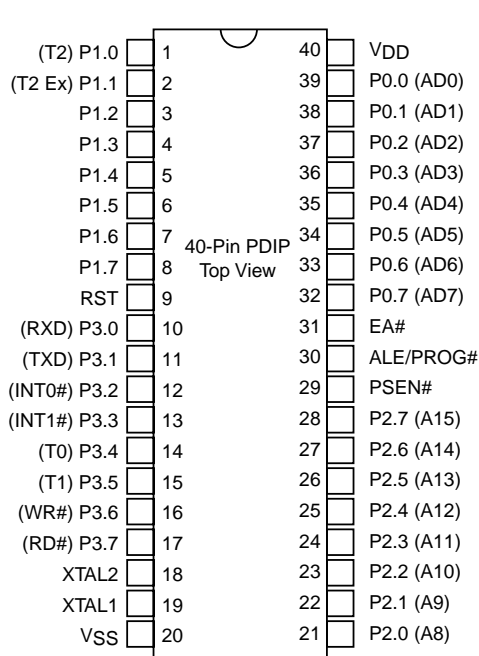 (T2) P1.0 1 40 VDD
(T2 Ex) P1.1 2 39 P0.0 (AD0)
P1.2 3 38 P0.1 (AD1)
P1.3 4 37 P0.2 (AD2)
P1.4 5 36 P0.3 (AD3)
P1.5 6 35 P0.4 (AD4)
P1.6 7 34 P0.5 (AD5)
40-Pin PDIP
Top View
P1.7 8 33 P0.6 (AD6)
RST 9 32 P0.7 (AD7)
(RXD) P3.0 10 31 EA#
(TXD) P3.1 11 30 ALE/PROG#
(INT0#) P3.2 12 29 PSEN#
(INT1#) P3.3 13 28 P2.7 (A15)
(T0) P3.4 14 27 P2.6 (A14)
(T1) P3.5 15 26 P2.5 (A13)
(WR#) P3.6 16 25 P2.4 (A12)
(RD#) P3.7 17 24 P2.3 (A11)
XTAL2 18 23 P2.2 (A10)
XTAL1 19 22 P2.1 (A9)
VSS 20 21 P2.0 (A8)